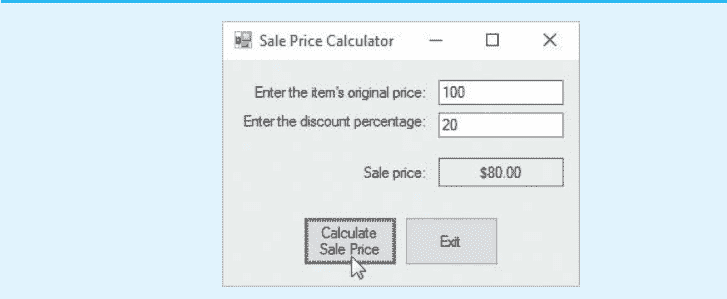 Sale Price Calculator
Enter the item's original price: 100
Enter the discount percentage: 20
Sale price: $80.00
Calculate
Sale Price
Exit